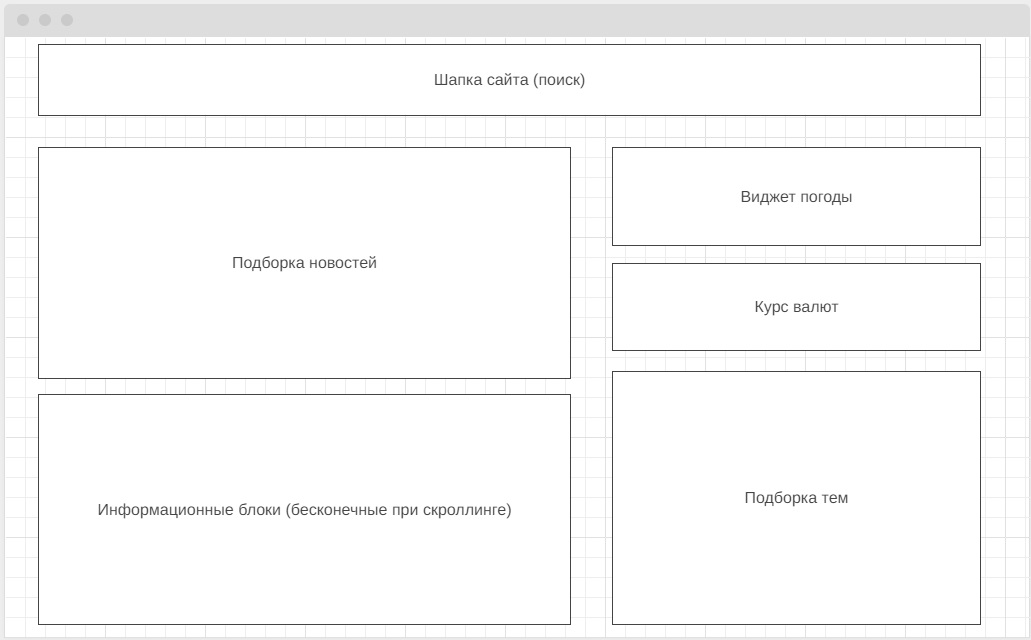 Шапка сайта (поиск)
Подборка новостей
Информационные блоки (бесконечные при скроллинге)
Виджет погоды
Курс валют
Подборка тем